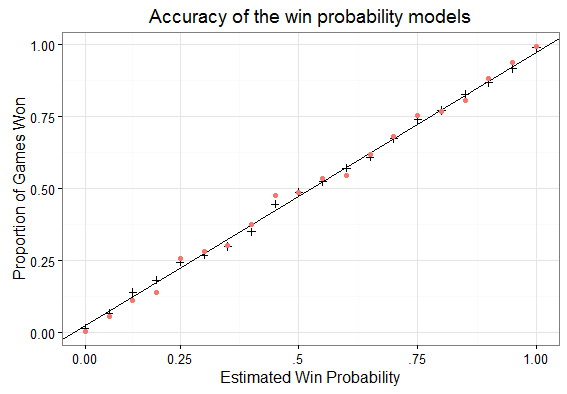 Accuracy of the win probability models
Proportion of Games Won
1.00
0.75
0.50
0.25
0.00
0.00 0.25 .5 .75 1.00
Estimated Win Probability